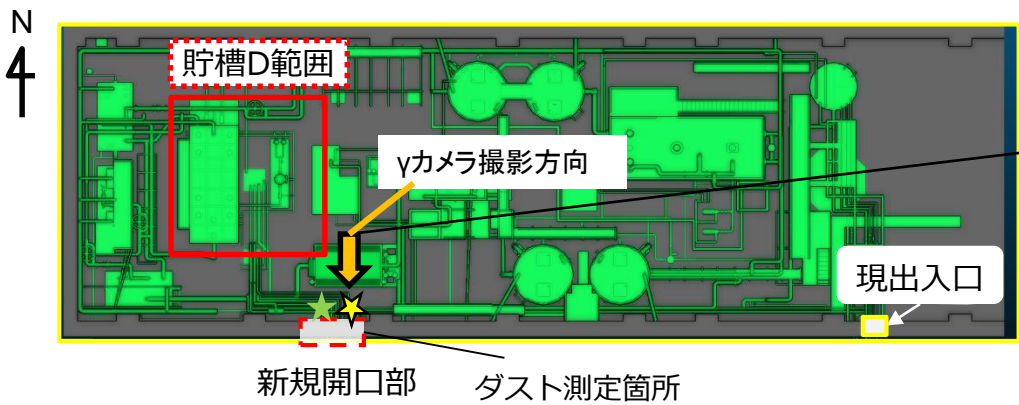 N
貯槽D範囲
γカメラ撮影方向
現出入口
新規開口部
ダスト測定箇所